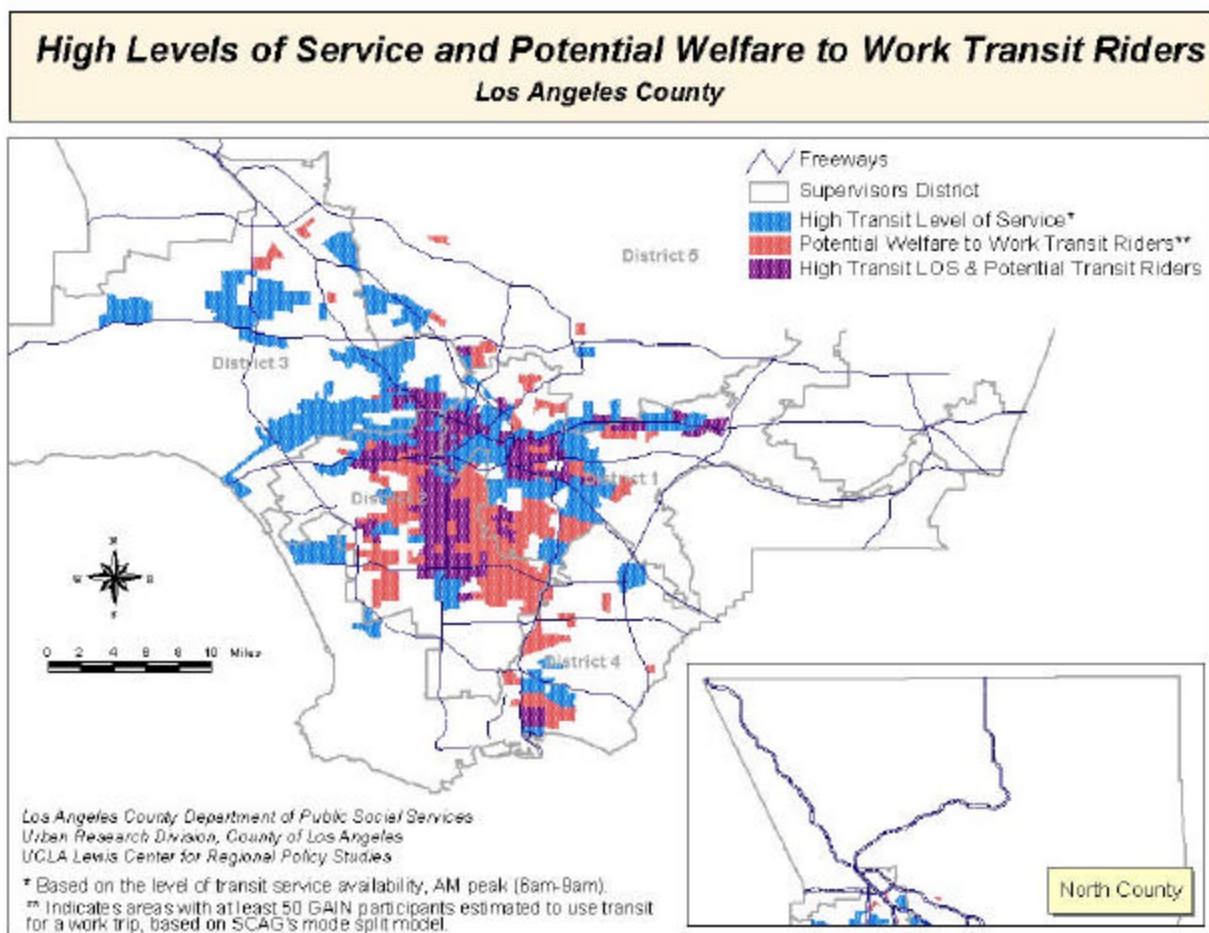 High Levels of Service and Potential Welfare to Work Transit Riders
Los Angeles County
Freeways
Supervisors District
High Transit Level of Service*
Potential Welfare to Work Transit Riders**
High Transit LOS & Potential Transit Riders
District 5
District 3
District 1
District 2
N
W
S
0 2 4 6 8 10 Miles
District 4
Los Angeles County Department of Public Social Services
Urban Research Division, County of Los Angeles
UCLA Lewis Center for Regional Policy Studies
* Based on the level of transit service availability, AM peak (6am-9am).
** Indicates areas with at least 50 GAIN participants estimated to use transit
for a work trip, based on SCAG's mode split model.
North County